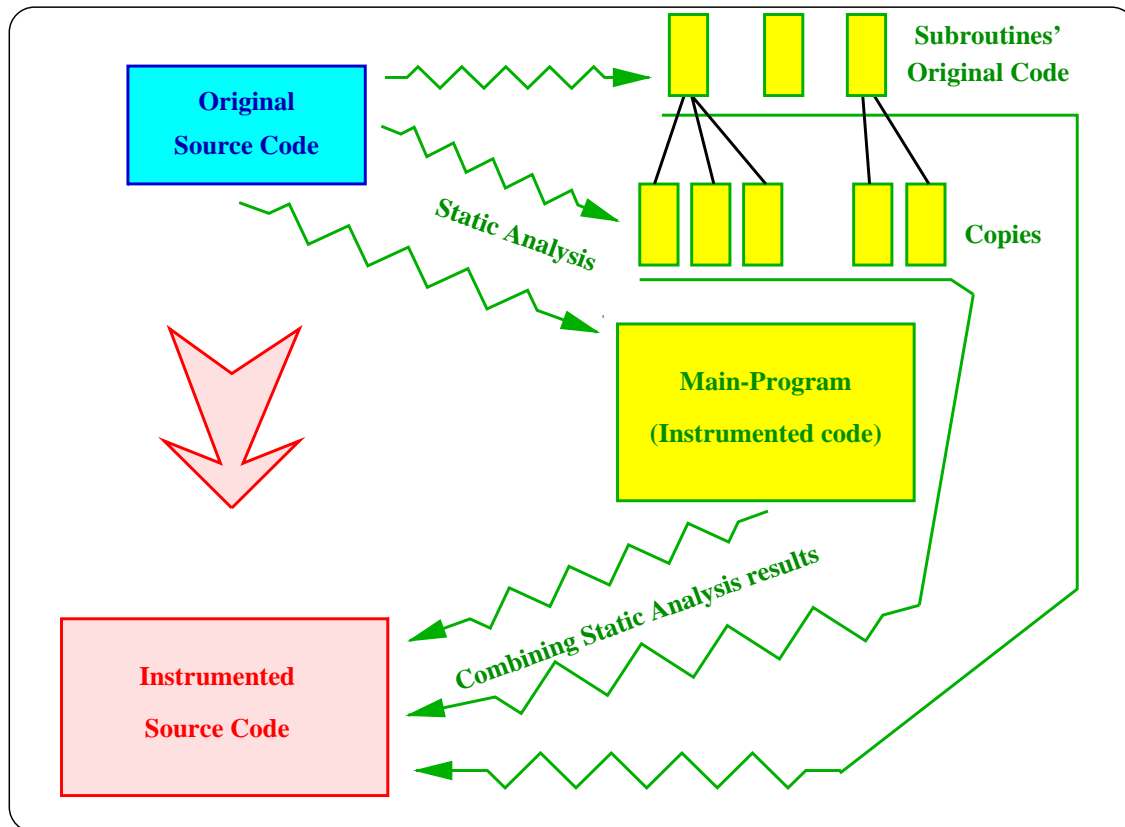 Subroutines’
Original Code
Original
Source Code
Static Analysis
Copies
Main-Program
(Instrumented code)
Combining Static Analysis results
Instrumented
Source Code